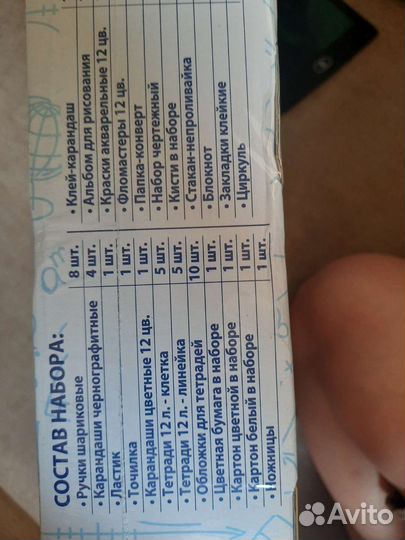 СОСТАВ НАБОРА:
• Ручки шариковые 8 шт.
• Карандаши чернографитные 4 шт.
• Ластик 1 шт.
• Точилка 1 шт.
• Карандаши цветные 12 цв. 1 шт.
• Тетради 12 л. - клетка 5 шт.
• Тетради 12 л. - линейка 5 шт.
• Обложки для тетрадей 10 шт.
• Цветная бумага в наборе 1 шт.
• Картон цветной в наборе 1 шт.
• Картон белый в наборе 1 шт.
• Ножницы 1 шт.
• Клей-карандаш
• Альбом для рисования
• Краски акварельные 12 цв.
• Фломастеры 12 цв.
• Папка-конверт
• Набор чертежный
• Кисти в наборе
• Стакан-непроливайка
• Блокнот
• Закладки клейкие
• Циркуль
Avito